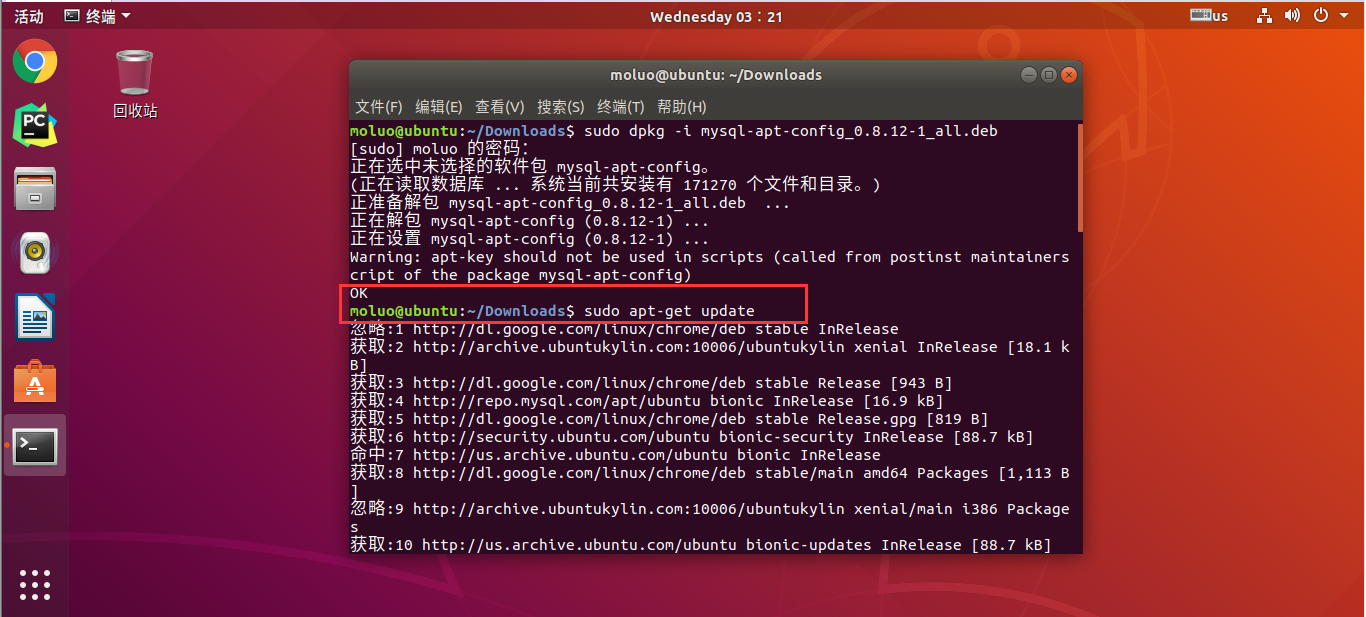 活动 终端 Wednesday 03：21 us
回收站
PC
moluo@ubuntu: ~/Downloads
文件(F) 编辑(E) 查看(V) 搜索(S) 终端(T) 帮助(H)
moluo@ubuntu:~/Downloads$ sudo dpkg -i mysql-apt-config_0.8.12-1_all.deb
[sudo] moluo 的密码：
正在选中未选择的软件包 mysql-apt-config。
(正在读取数据库 ... 系统当前共安装有 171270 个文件和目录。)
正准备解包 mysql-apt-config_0.8.12-1_all.deb  ...
正在解包 mysql-apt-config (0.8.12-1) ...
正在设置 mysql-apt-config (0.8.12-1) ...
Warning: apt-key should not be used in scripts (called from postinst maintainers
cript of the package mysql-apt-config)
OK
moluo@ubuntu:~/Downloads$ sudo apt-get update
忽略:1 http://dl.google.com/linux/chrome/deb stable InRelease
获取:2 http://archive.ubuntukylin.com:10006/ubuntukylin xenial InRelease [18.1 k
B]
获取:3 http://dl.google.com/linux/chrome/deb stable Release [943 B]
获取:4 http://repo.mysql.com/apt/ubuntu bionic InRelease [16.9 kB]
获取:5 http://dl.google.com/linux/chrome/deb stable Release.gpg [819 B]
获取:6 http://security.ubuntu.com/ubuntu bionic-security InRelease [88.7 kB]
命中:7 http://us.archive.ubuntu.com/ubuntu bionic InRelease
获取:8 http://dl.google.com/linux/chrome/deb stable/main amd64 Packages [1,113 B
]
忽略:9 http://archive.ubuntukylin.com:10006/ubuntukylin xenial/main i386 Package
s
获取:10 http://us.archive.ubuntu.com/ubuntu bionic-updates InRelease [88.7 kB]